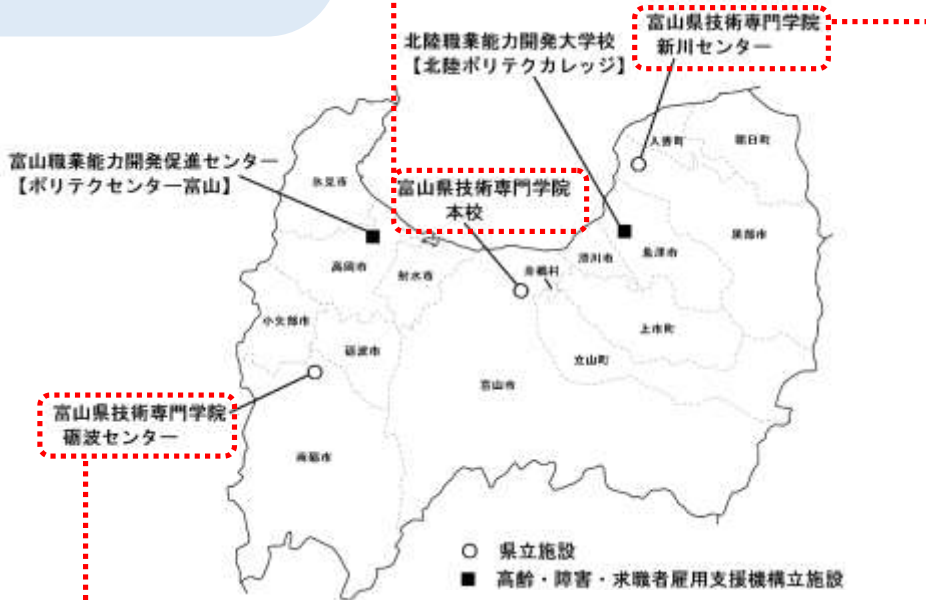 富山県技術専門学院
新川センター
北陸職業能力開発大学校
【北陸ポリテクカレッジ】
入善町
朝日町
富山職業能力開発促進センター
【ポリテクセンター富山】
氷見市
富山県技術専門学院
本校
黒部市
魚津市
滑川市
高岡市
射水市
舟橋村
小矢部市
上市町
砺波市
立山町
富山市
富山県技術専門学院
砺波センター
南砺市
○ 県立施設
■ 高齢・障害・求職者雇用支援機構立施設